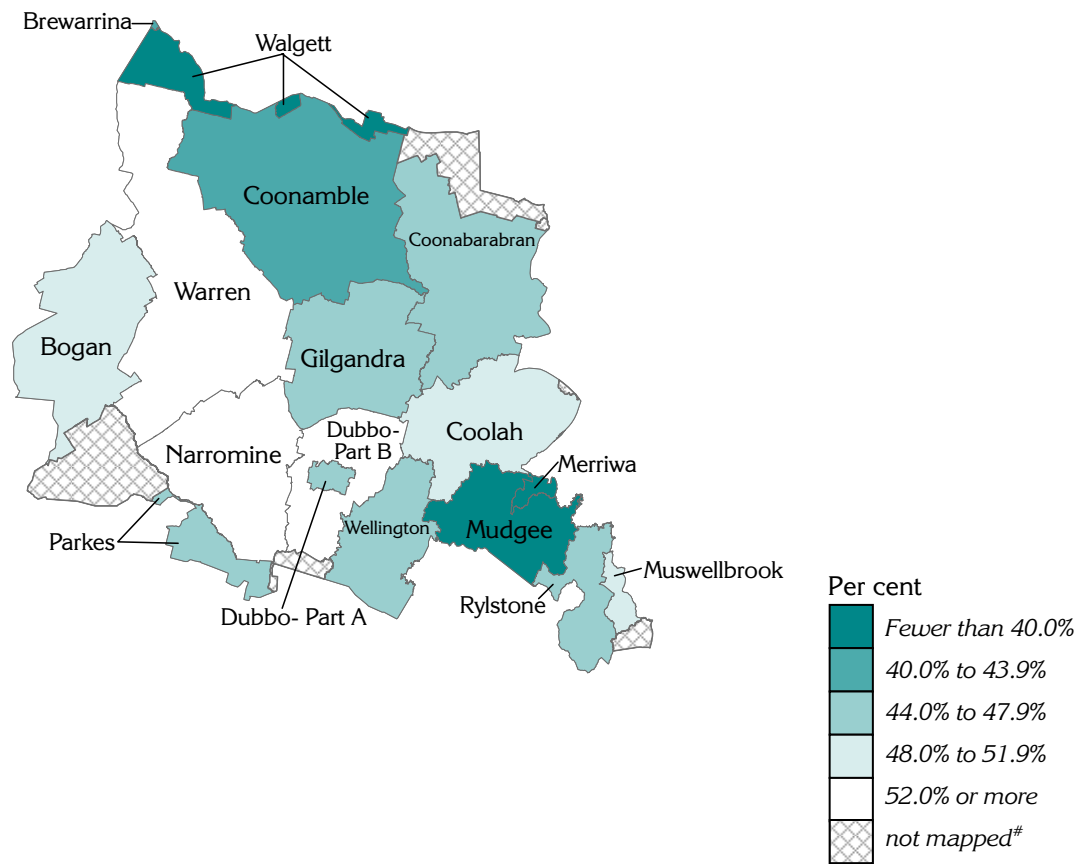 Brewarrina
Walgett
Coonamble
Coonabarabran
Warren
Bogan
Gilgandra
Dubbo-
Part B
Coolah
Narromine
Merriwa
Parkes
Wellington
Mudgee
Muswellbrook
Rylstone
Dubbo- Part A
Per cent
Fewer than 40.0%
40.0% to 43.9%
44.0% to 47.9%
48.0% to 51.9%
52.0% or more
not mapped#